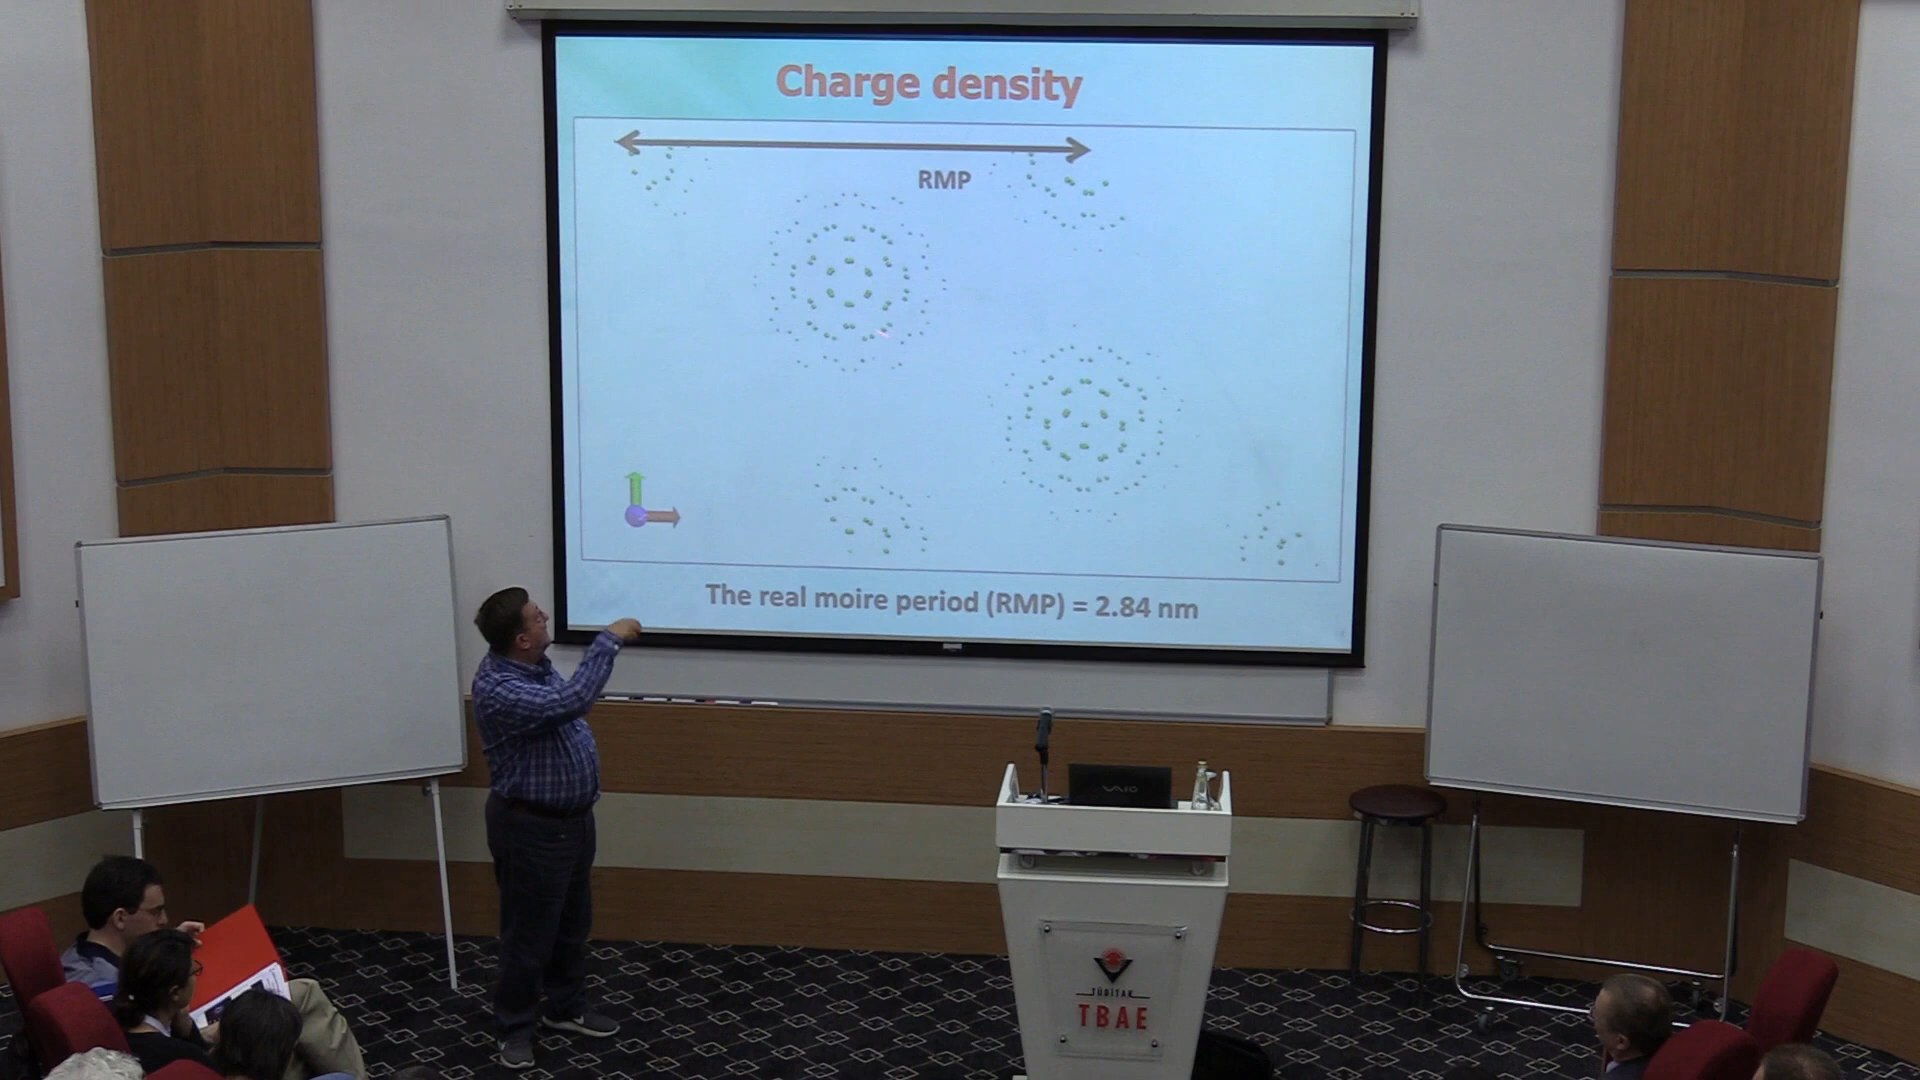 Charge density
RMP
The real moire period (RMP) = 2.84 nm
VAIO
TÜBİTAK
TBAE